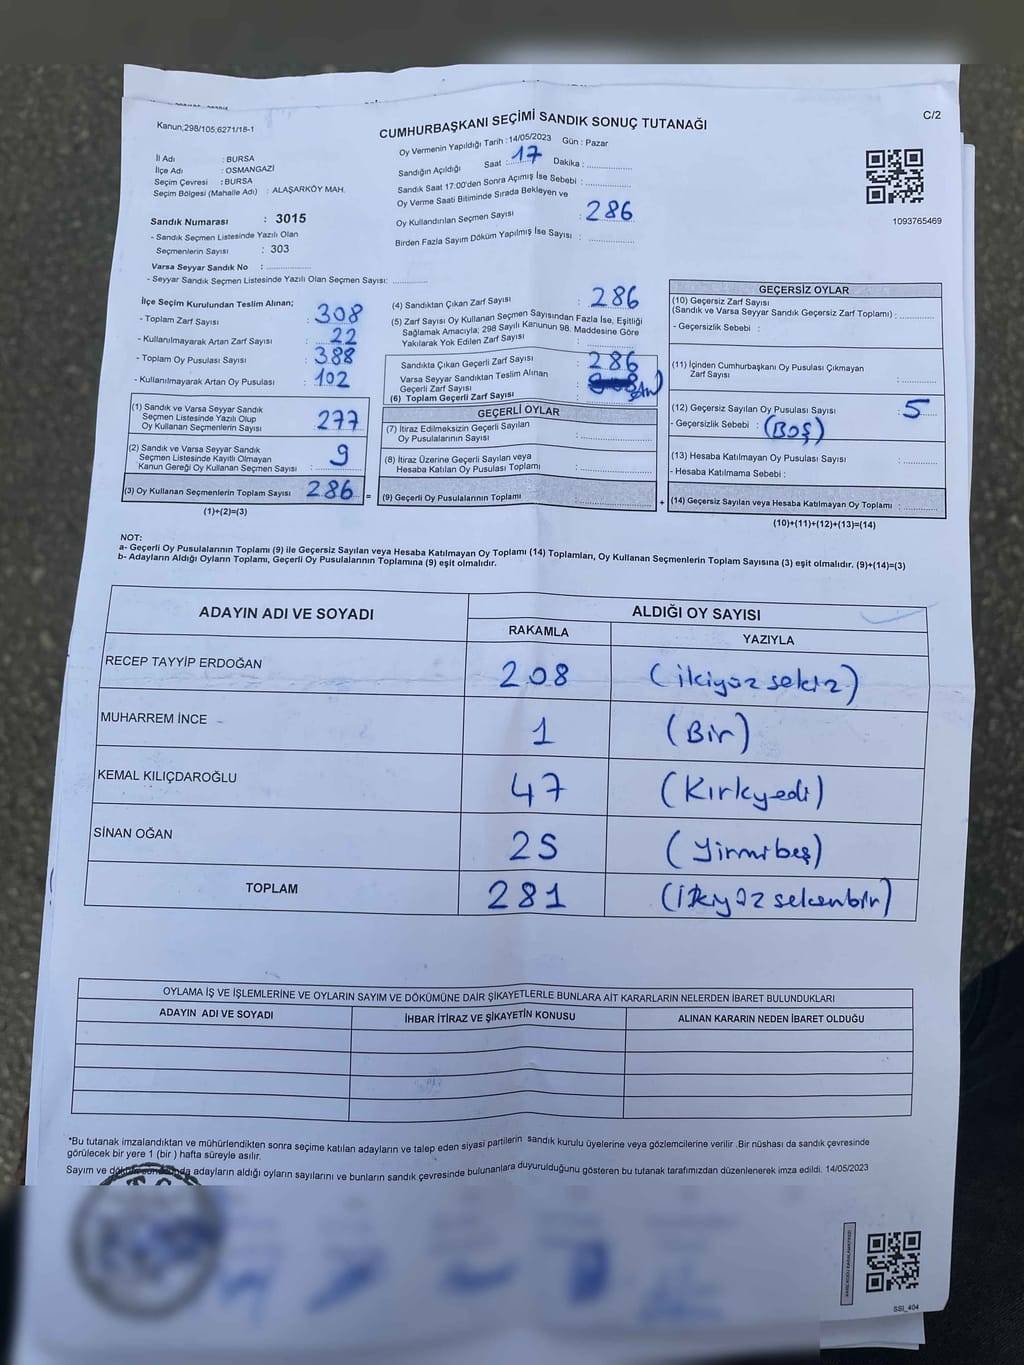 Kanun;298/105;6271/18-1
CUMHURBAŞKANI SEÇİMİ SANDIK SONUÇ TUTANAĞI
C/2
Oy Vermenin Yapıldığı Tarih : 14/05/2023 Gün : Pazar
İl Adı : BURSA
İlçe Adı : OSMANGAZİ
Seçim Çevresi : BURSA
Seçim Bölgesi (Mahalle Adı) : ALAŞARKÖY MAH.
Sandığın Açıldığı Saat : 17 Dakika :
Sandık Saat 17:00'den Sonra Açımış İse Sebebi :
Oy Verme Saati Bitiminde Sırada Bekleyen ve
Oy Kullandırılan Seçmen Sayısı : 286
Birden Fazla Sayım Döküm Yapılmış İse Sayısı :
1093765469
Sandık Numarası : 3015
- Sandık Seçmen Listesinde Yazılı Olan
Seçmenlerin Sayısı : 303
Varsa Seyyar Sandık No :
- Seyyar Sandık Seçmen Listesinde Yazılı Olan Seçmen Sayısı:
İlçe Seçim Kurulundan Teslim Alınan;
- Toplam Zarf Sayısı : 308
- Kullanılmayarak Artan Zarf Sayısı : 22
- Toplam Oy Pusulası Sayısı : 388
- Kullanılmayarak Artan Oy Pusulası : 102
(1) Sandık ve Varsa Seyyar Sandık
Seçmen Listesinde Yazılı Olup
Oy Kullanan Seçmenlerin Sayısı : 277
(2) Sandık ve Varsa Seyyar Sandık
Seçmen Listesinde Kayıtlı Olmayan
Kanun Gereği Oy Kullanan Seçmen Sayısı : 9
(3) Oy Kullanan Seçmenlerin Toplam Sayısı 286 =
(1)+(2)=(3)
(4) Sandıktan Çıkan Zarf Sayısı : 286
(5) Zarf Sayısı Oy Kullanan Seçmen Sayısından Fazla İse, Eşitliği
Sağlamak Amacıyla; 298 Sayılı Kanunun 98. Maddesine Göre
Yakılarak Yok Edilen Zarf Sayısı :
Sandıkta Çıkan Geçerli Zarf Sayısı : 286
Varsa Seyyar Sandıktan Teslim Alınan
Geçerli Zarf Sayısı :
(6) Toplam Geçerli Zarf Sayısı :
GEÇERLİ OYLAR
(7) İtiraz Edilmeksizin Geçerli Sayılan
Oy Pusulalarının Sayısı :
(8) İtiraz Üzerine Geçerli Sayılan veya
Hesaba Katılan Oy Pusulası Toplamı :
(9) Geçerli Oy Pusulalarının Toplamı : +
GEÇERSİZ OYLAR
(10) Geçersiz Zarf Sayısı
(Sandık ve Varsa Seyyar Sandık Geçersiz Zarf Toplamı) :
- Geçersizlik Sebebi :
(11) İçinden Cumhurbaşkanı Oy Pusulası Çıkmayan
Zarf Sayısı :
(12) Geçersiz Sayılan Oy Pusulası Sayısı : 5
- Geçersizlik Sebebi : (BOŞ)
(13) Hesaba Katılmayan Oy Pusulası Sayısı :
- Hesaba Katılmama Sebebi :
(14) Geçersiz Sayılan veya Hesaba Katılmayan Oy Toplamı :
(10)+(11)+(12)+(13)=(14)
NOT:
a- Geçerli Oy Pusulalarının Toplamı (9) ile Geçersiz Sayılan veya Hesaba Katılmayan Oy Toplamı (14) Toplamları, Oy Kullanan Seçmenlerin Toplam Sayısına (3) eşit olmalıdır. (9)+(14)=(3)
b- Adayların Aldığı Oyların Toplamı, Geçerli Oy Pusulalarının Toplamına (9) eşit olmalıdır.
ADAYIN ADI VE SOYADI ALDIĞI OY SAYISI
RAKAMLA YAZIYLA
RECEP TAYYİP ERDOĞAN 208 (ikiyüz sekiz)
MUHARREM İNCE 1 (Bir)
KEMAL KILIÇDAROĞLU 47 (Kırkyedi)
SİNAN OĞAN 25 (Yirmibeş)
TOPLAM 281 (İkiyüz seksenbir)
OYLAMA İŞ VE İŞLEMLERİNE VE OYLARIN SAYIM VE DÖKÜMÜNE DAİR ŞİKAYETLERLE BUNLARA AİT KARARLARIN NELERDEN İBARET BULUNDUKLARI
ADAYIN ADI VE SOYADI İHBAR İTİRAZ VE ŞİKAYETİN KONUSU ALINAN KARARIN NEDEN İBARET OLDUĞU
*Bu tutanak imzalandıktan ve mühürlendikten sonra seçime katılan adayların ve talep eden siyasi partilerin sandık kurulu üyelerine veya gözlemcilerine verilir .Bir nüshası da sandık çevresinde
görülecek bir yere 1 (bir ) hafta süreyle asılır.
Sayım ve döküm sonunda adayların aldığı oyların sayılarını ve bunların sandık çevresinde bulunanlara duyurulduğunu gösteren bu tutanak tarafımızdan düzenlenerek imza edildi. 14/05/2023
SSI_404